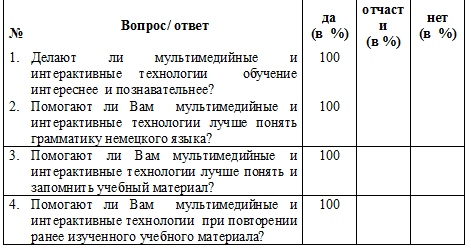 № Вопрос/ ответ да (в %) отчасти (в %) нет (в %)
1. Делают ли мультимедийные и 100
интерактивные технологии обучение
интереснее и познавательнее?
2. Помогают ли Вам мультимедийные и 100
интерактивные технологии лучше понять
грамматику немецкого языка?
3. Помогают ли Вам мультимедийные и 100
интерактивные технологии лучше понять и
запомнить учебный материал?
4. Помогают ли Вам мультимедийные и 100
интерактивные технологии при повторении
ранее изученного учебного материала?